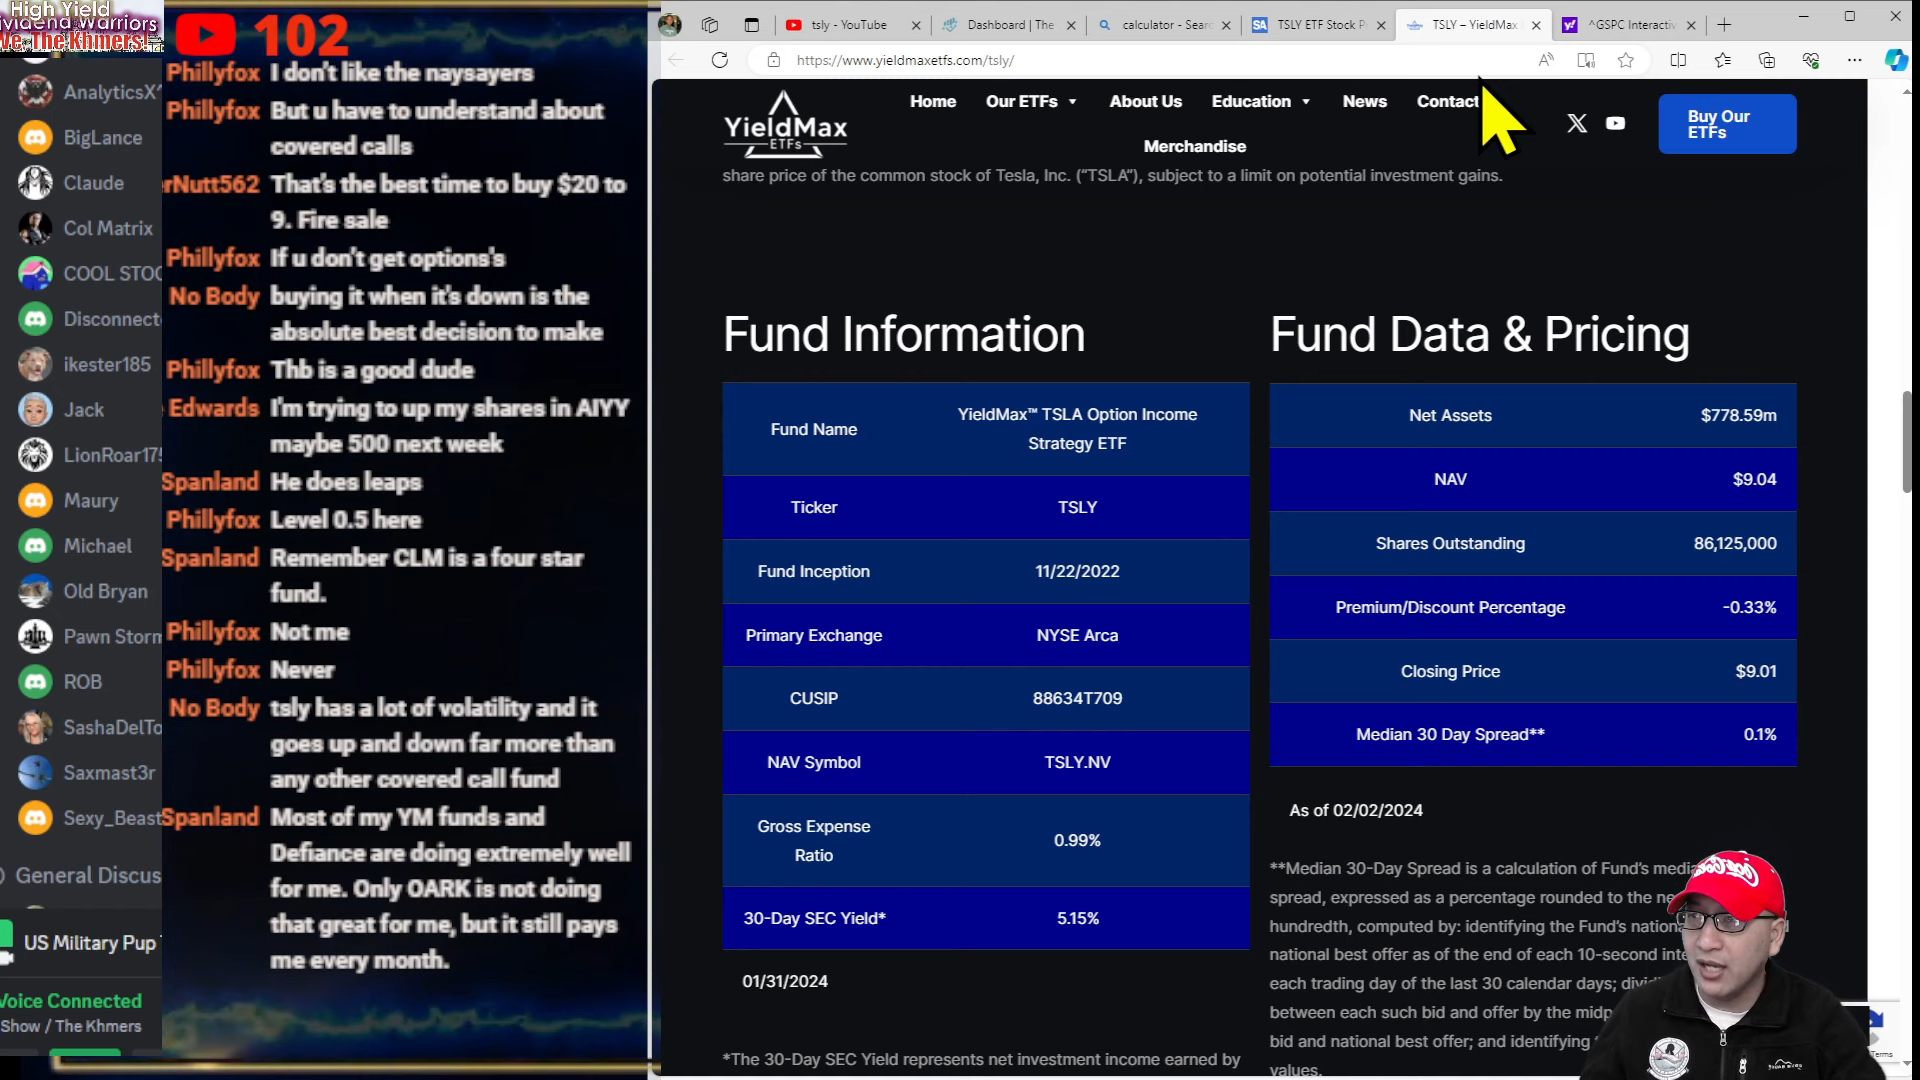 High Yield
Dividend Warriors
We The Khmers!
102
AnalyticsX
BigLance
Claude
Col Matrix
COOL STOC
Disconnect
ikester185
Jack
LionRoar175
Maury
Michael
Old Bryan
Pawn Storm
ROB
SashaDelTo
Saxmast3r
Sexy_Beast
General Discus
US Military Pup
Voice Connected
Show / The Khmers
Phillyfox I don't like the naysayers
Phillyfox But u have to understand about
covered calls
rNutt562 That's the best time to buy $20 to
9. Fire sale
Phillyfox If u don't get options's
No Body buying it when it's down is the
absolute best decision to make
Phillyfox Thb is a good dude
Edwards I'm trying to up my shares in AIYY
maybe 500 next week
Spanland He does leaps
Phillyfox Level 0.5 here
Spanland Remember CLM is a four star
fund.
Phillyfox Not me
Phillyfox Never
No Body tsly has a lot of volatility and it
goes up and down far more than
any other covered call fund
Spanland Most of my YM funds and
Defiance are doing extremely well
for me. Only OARK is not doing
that great for me, but it still pays
me every month.
tsly - YouTube
Dashboard | The
calculator - Searc
TSLY ETF Stock P
TSLY – YieldMax
^GSPC Interactiv
https://www.yieldmaxetfs.com/tsly/
YieldMax
ETFs
Home Our ETFs About Us Education News Contact
Merchandise
Buy Our
ETFs
share price of the common stock of Tesla, Inc. ("TSLA"), subject to a limit on potential investment gains.
Fund Information
Fund Name YieldMax™ TSLA Option Income
Strategy ETF
Ticker TSLY
Fund Inception 11/22/2022
Primary Exchange NYSE Arca
CUSIP 88634T709
NAV Symbol TSLY.NV
Gross Expense
Ratio 0.99%
30-Day SEC Yield* 5.15%
01/31/2024
*The 30-Day SEC Yield represents net investment income earned by
Fund Data & Pricing
Net Assets $778.59m
NAV $9.04
Shares Outstanding 86,125,000
Premium/Discount Percentage -0.33%
Closing Price $9.01
Median 30 Day Spread** 0.1%
As of 02/02/2024
**Median 30-Day Spread is a calculation of Fund's media
spread, expressed as a percentage rounded to the ne
hundredth, computed by: identifying the Fund's nationa
national best offer as of the end of each 10-second inte
each trading day of the last 30 calendar days; divid
between each such bid and offer by the midp
bid and national best offer; and identifying
values.
Terms